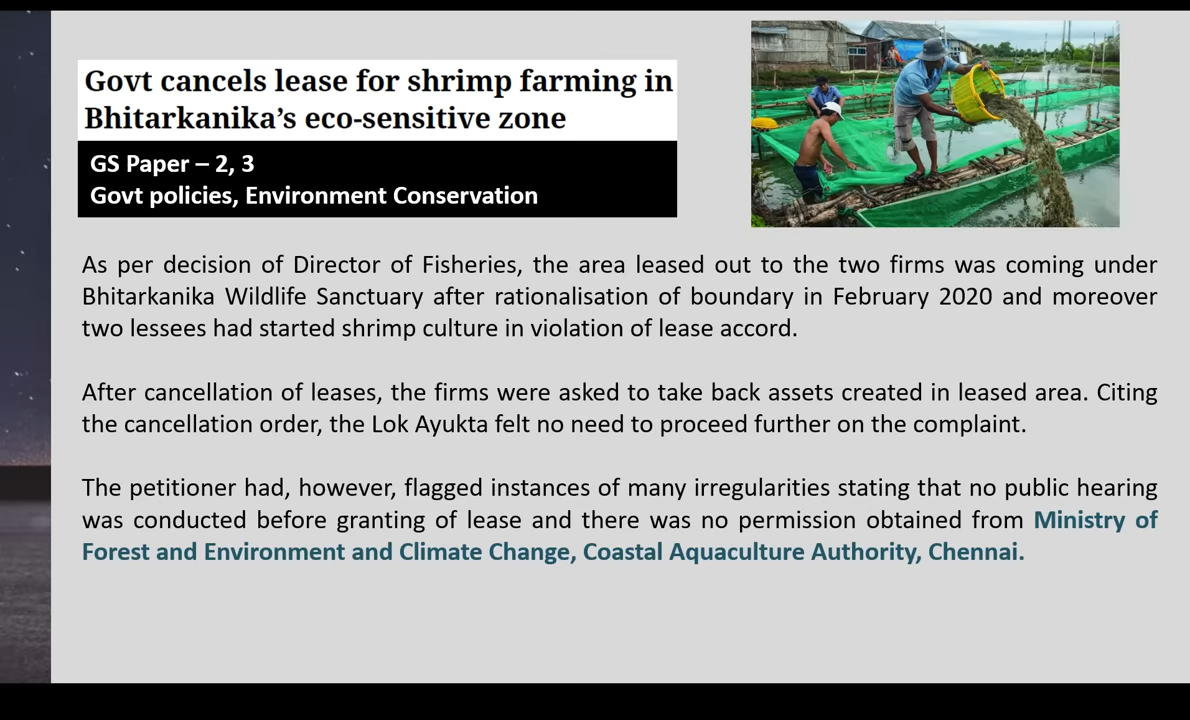 Govt cancels lease for shrimp farming in
Bhitarkanika’s eco-sensitive zone
GS Paper – 2, 3
Govt policies, Environment Conservation
As per decision of Director of Fisheries, the area leased out to the two firms was coming under
Bhitarkanika Wildlife Sanctuary after rationalisation of boundary in February 2020 and moreover
two lessees had started shrimp culture in violation of lease accord.
After cancellation of leases, the firms were asked to take back assets created in leased area. Citing
the cancellation order, the Lok Ayukta felt no need to proceed further on the complaint.
The petitioner had, however, flagged instances of many irregularities stating that no public hearing
was conducted before granting of lease and there was no permission obtained from Ministry of
Forest and Environment and Climate Change, Coastal Aquaculture Authority, Chennai.